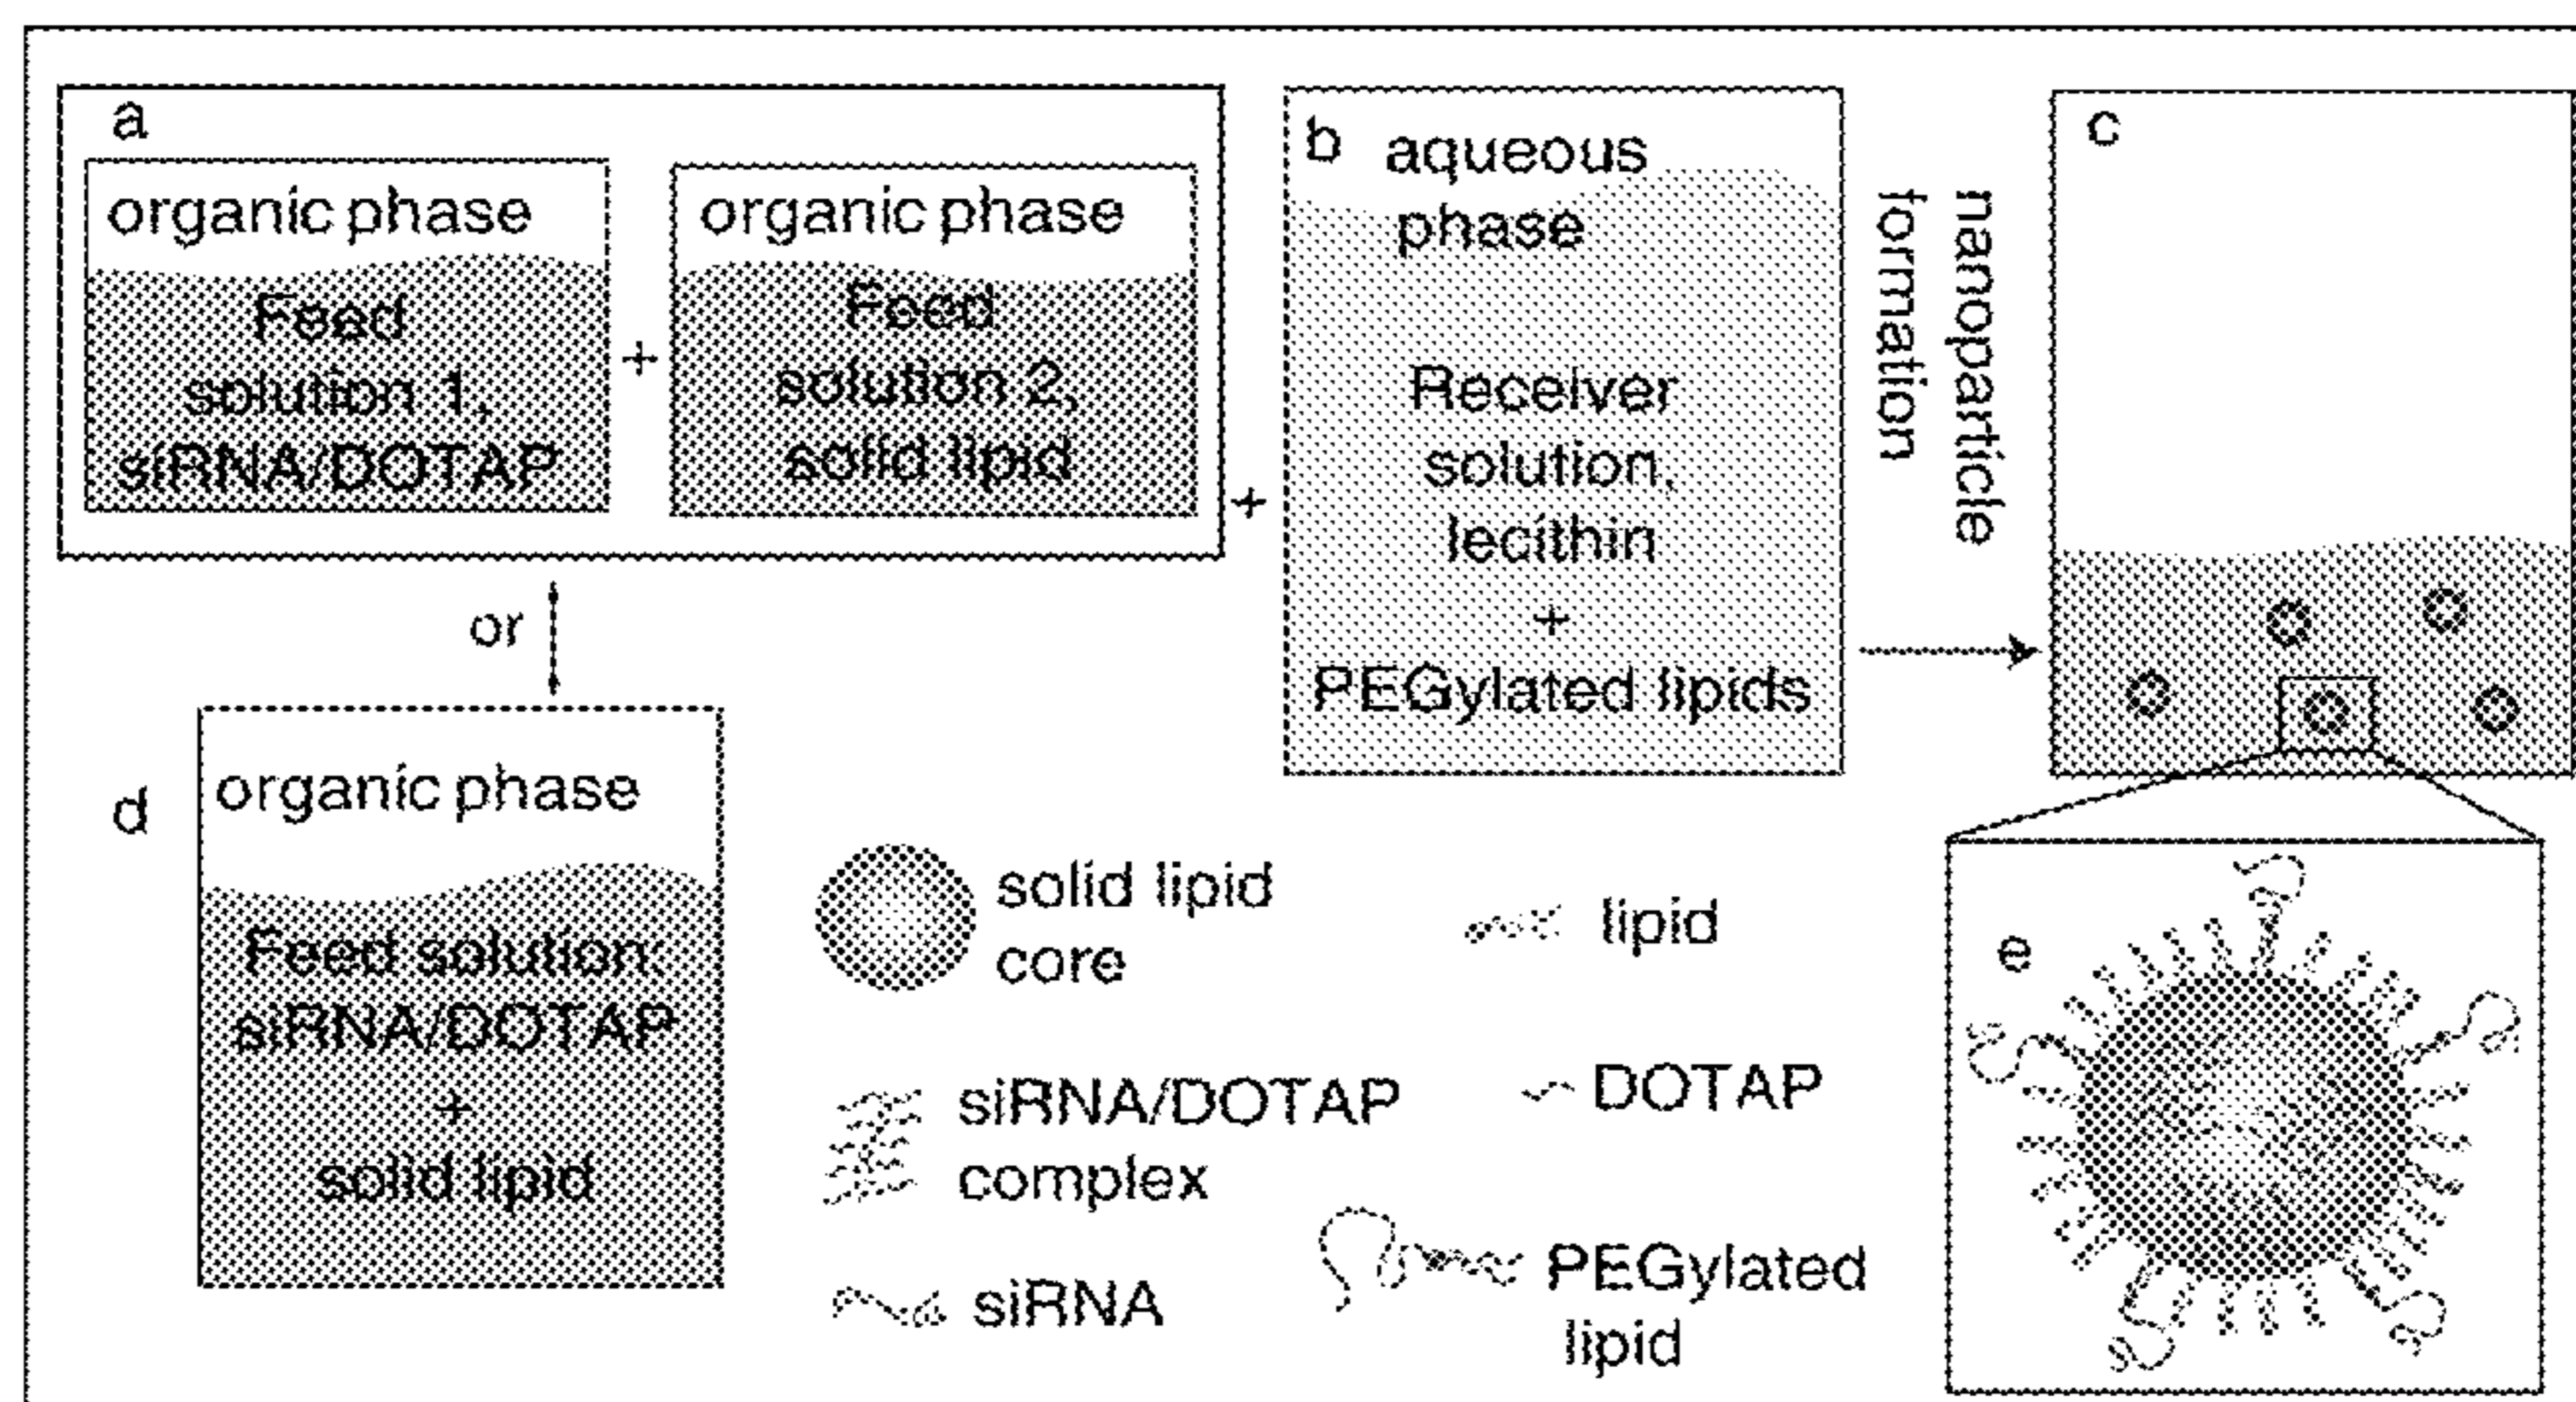 a
organic phase
Feed
solution 1,
siRNA/DOTAP
+
organic phase
Feed
solution 2,
solid lipid
+
b
aqueous
phase
Receiver
solution,
lecithin
+
PEGylated lipids
nanoparticle
formation
c
or
d
organic phase
Feed solution:
siRNA/DOTAP
+
solid lipid
solid lipid
core
lipid
siRNA/DOTAP
complex
DOTAP
siRNA
PEGylated
lipid
e